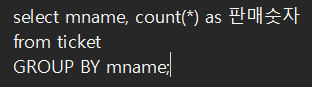 select mname, count(*) as 판매숫자
from ticket
GROUP BY mname;